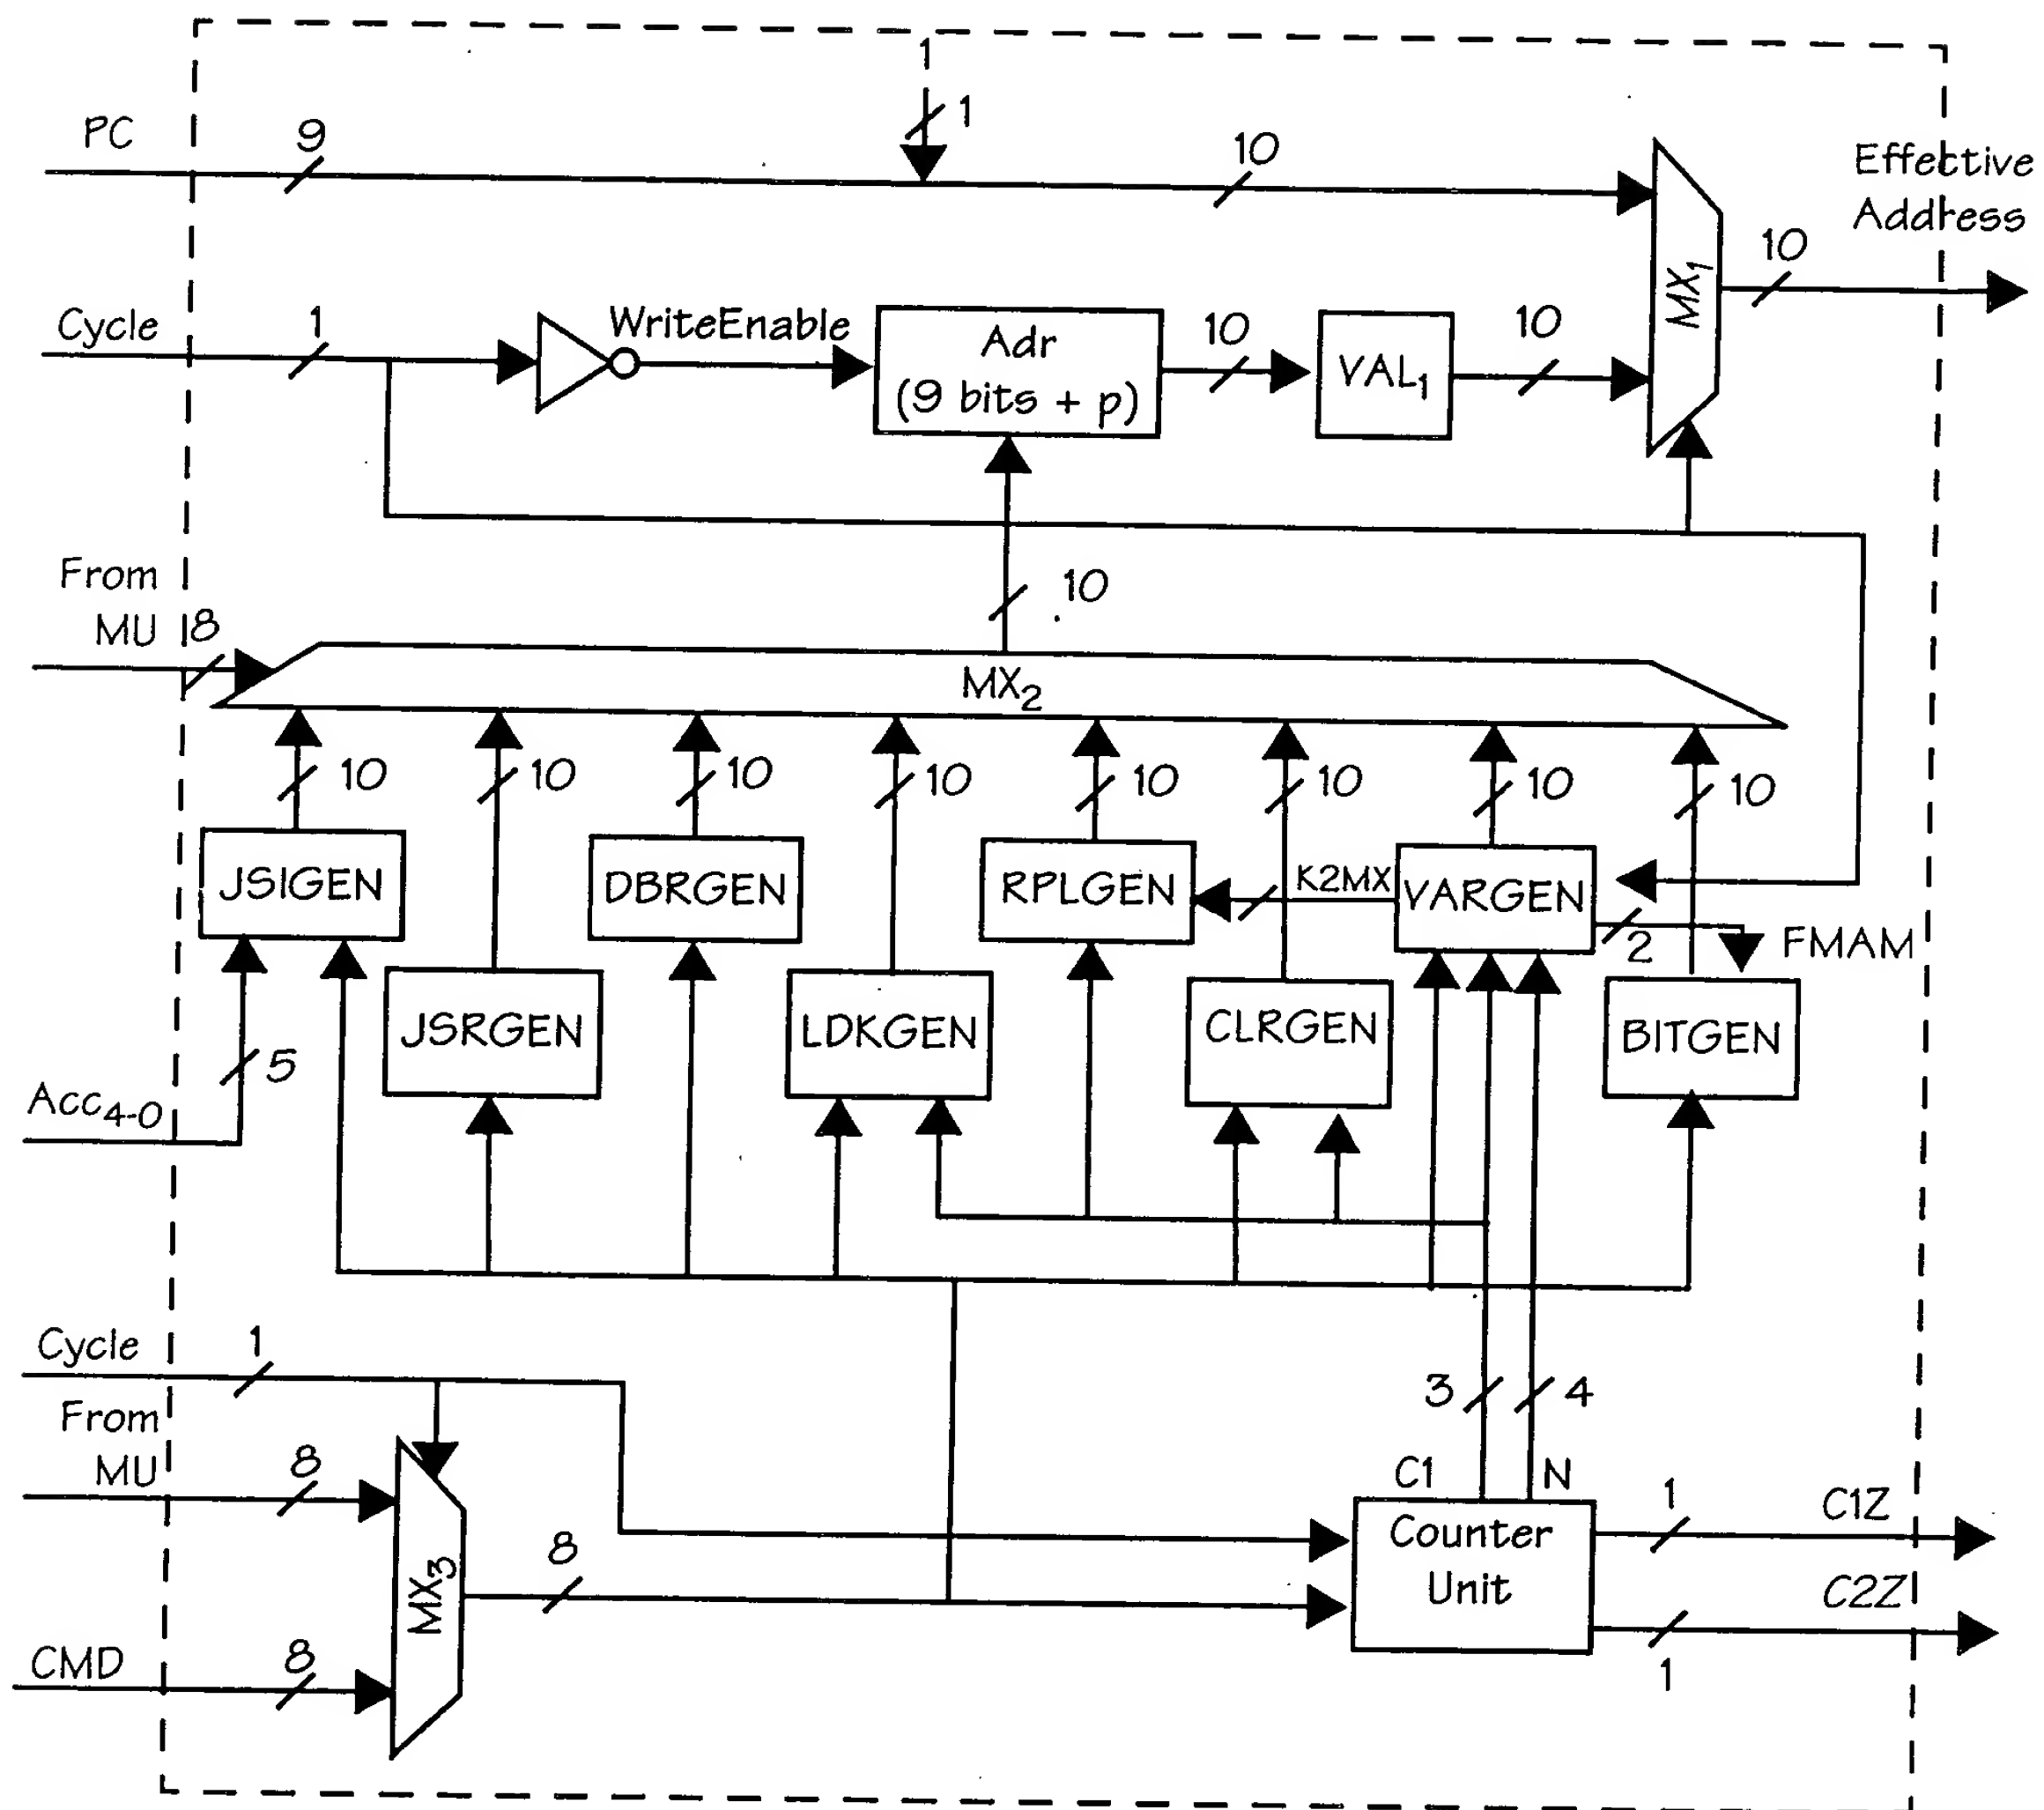 1
1
PC
9
10
Effective
Address
10
Cycle
1
WriteEnable
Adr
(9 bits + p)
10
VAL1
10
MX1
From
MU
8
10
MX2
10
10
10
10
10
10
10
10
JSIGEN
DBRGEN
RPLGEN
K2MX
VARGEN
2
FMAM
JSRGEN
LDKGEN
CLRGEN
BITGEN
Acc4-0
5
Cycle
1
From
MU
8
3
4
C1
N
MX3
8
Counter
Unit
1
C1Z
C2Z
1
CMD
8